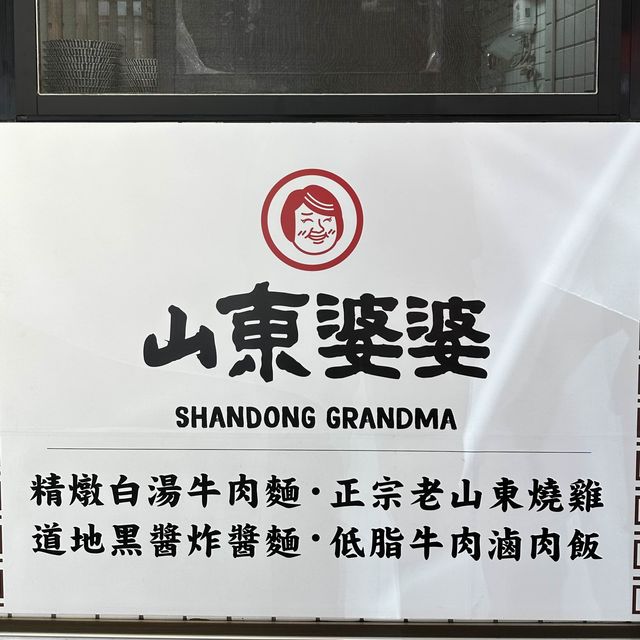 山東婆婆
SHANDONG GRANDMA
精燉白湯牛肉麵·正宗老山東燒雞
道地黑醬炸醬麵·低脂牛肉滷肉飯